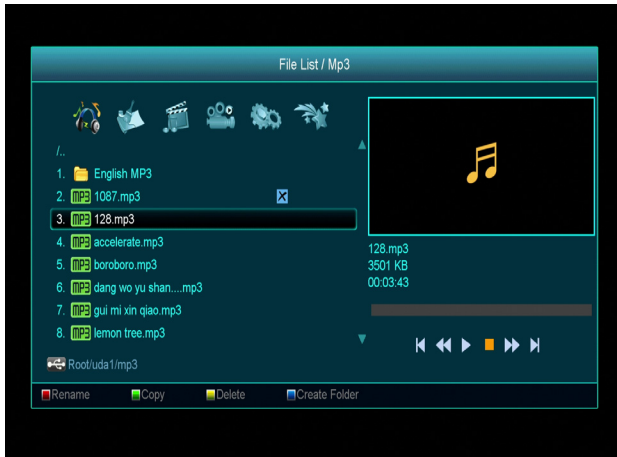 File List / Mp3
/..
1. English MP3
2. MP3 1087.mp3
3. MP3 128.mp3
4. MP3 accelerate.mp3
5. MP3 boroboro.mp3
6. MP3 dang wo yu shan....mp3
7. MP3 gui mi xin qiao.mp3
8. MP3 lemon tree.mp3
128.mp3
3501 KB
00:03:43
Root/uda1/mp3
Rename Copy Delete Create Folder